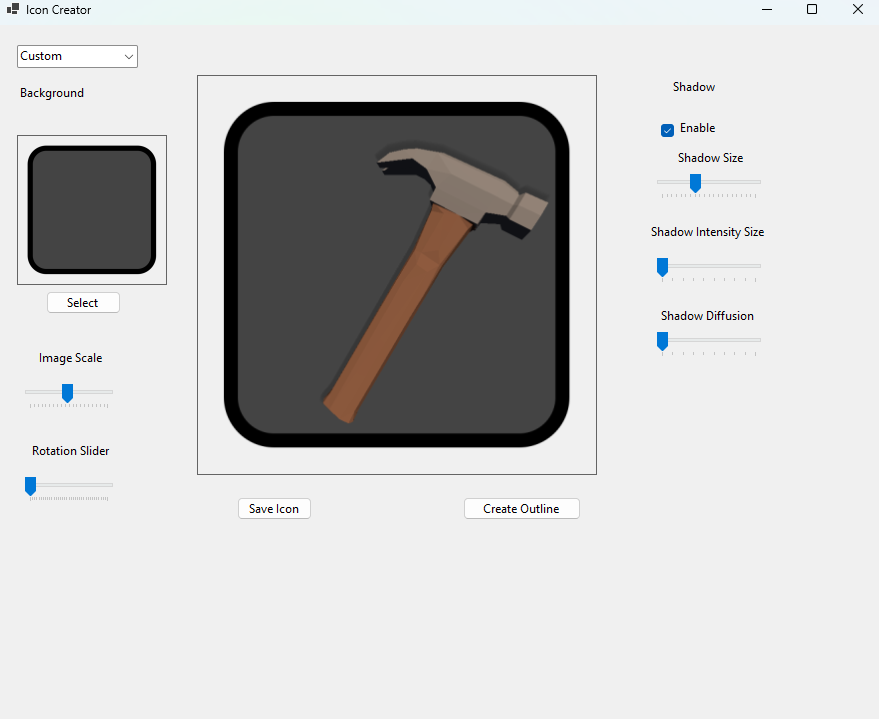 Icon Creator
Custom
Background
Select
Image Scale
Rotation Slider
Save Icon
Create Outline
Shadow
Enable
Shadow Size
Shadow Intensity Size
Shadow Diffusion